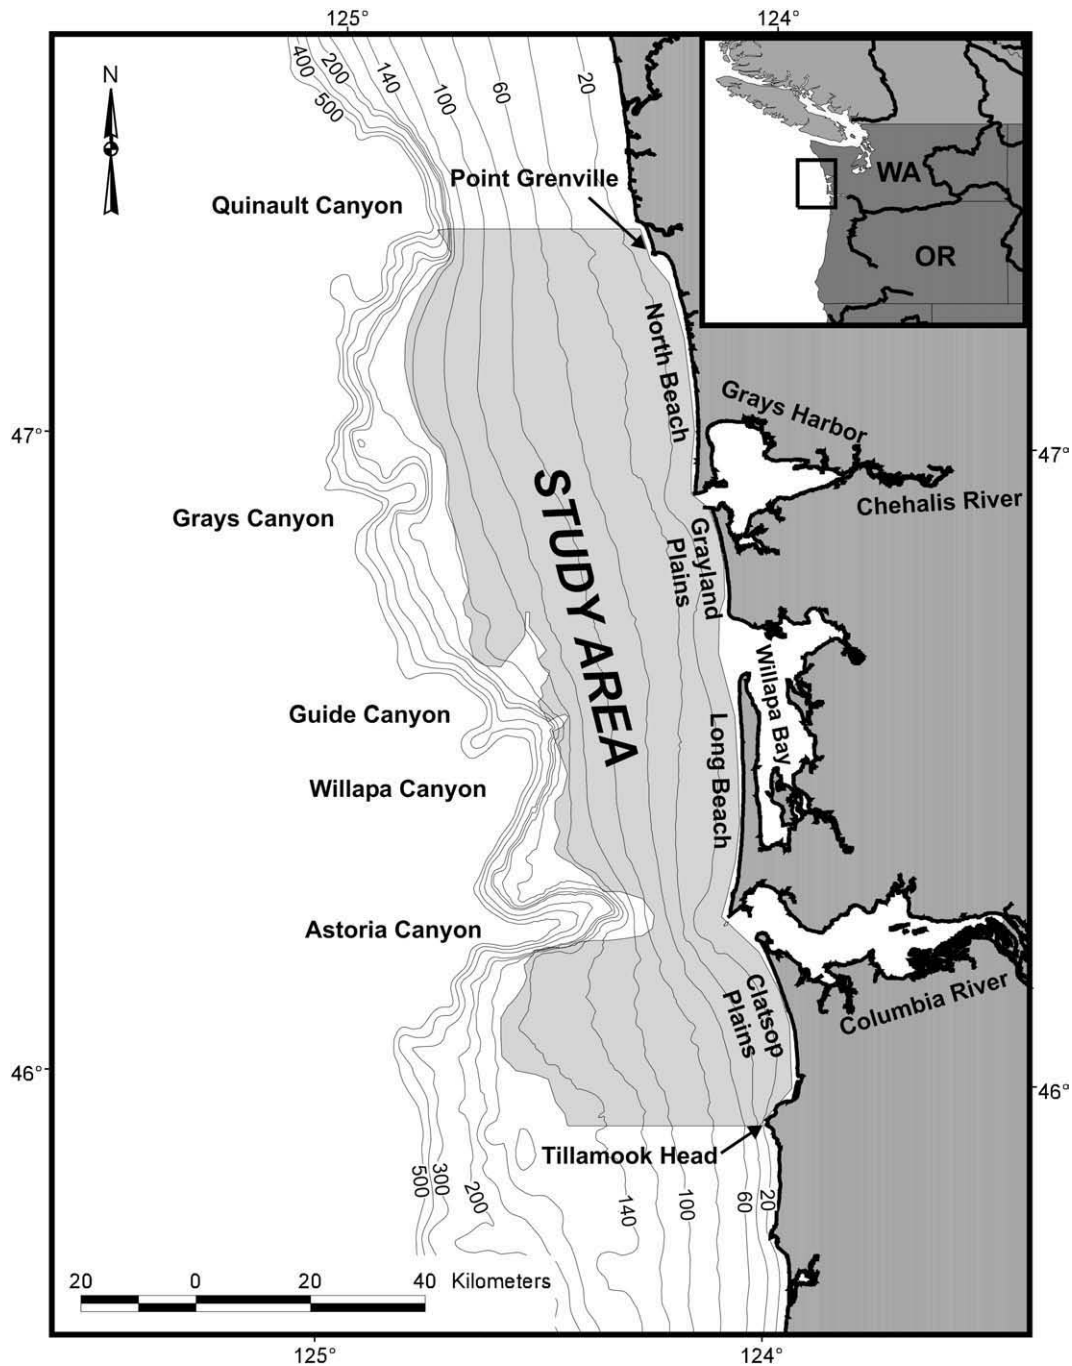 125°
124°
N
400
200
140
100
60
20
500
WA
OR
Point Grenville
Quinault Canyon
North Beach
Grays Harbor
47°
47°
Chehalis River
Grays Canyon
STUDY AREA
Grayland
Plains
Willapa Bay
Guide Canyon
Long Beach
Willapa Canyon
Astoria Canyon
Columbia River
Clatsop
Plains
46°
46°
Tillamook Head
500
300
200
140
100
60
20
20
0
20
40
Kilometers
125°
124°